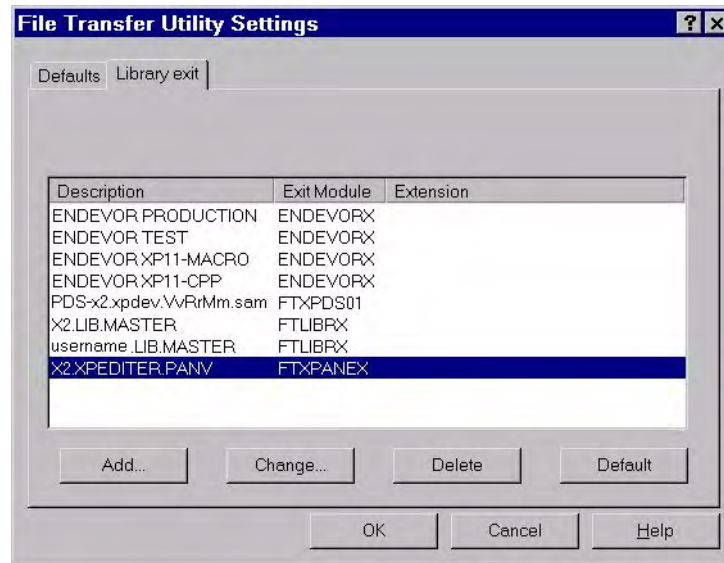 File Transfer Utility Settings ? x
Defaults Library exit
Description Exit Module Extension
ENDEVOR PRODUCTION ENDEVORX
ENDEVOR TEST ENDEVORX
ENDEVOR XP11-MACRO ENDEVORX
ENDEVOR XP11-CPP ENDEVORX
PDS-x2.xpdev.VvRrMm.sam FTXPDS01
X2.LIB.MASTER FTLIBRX
username.LIB.MASTER FTLIBRX
X2.XPEDITER.PANV FTXPANEX
Add... Change... Delete Default
OK Cancel Help